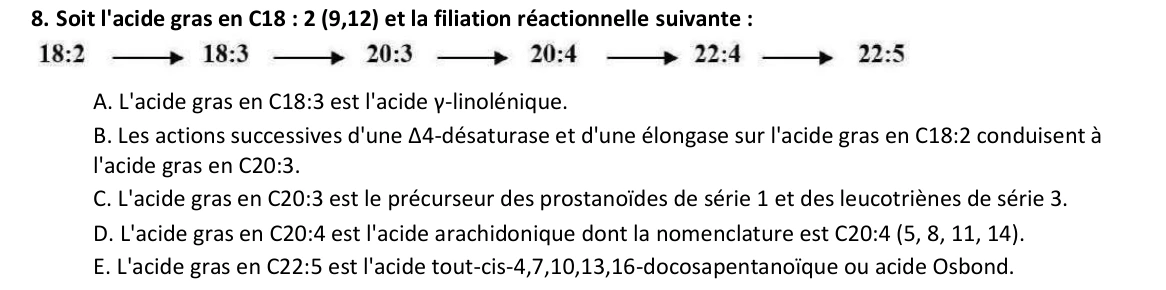 8. Soit l'acide gras en C18 : 2 (9,12) et la filiation réactionnelle suivante :
18:2 18:3 20:3 20:4 22:4 22:5
A. L'acide gras en C18:3 est l'acide γ-linolénique.
B. Les actions successives d'une Δ4-désaturase et d'une élongase sur l'acide gras en C18:2 conduisent à
l'acide gras en C20:3.
C. L'acide gras en C20:3 est le précurseur des prostanoïdes de série 1 et des leucotriènes de série 3.
D. L'acide gras en C20:4 est l'acide arachidonique dont la nomenclature est C20:4 (5, 8, 11, 14).
E. L'acide gras en C22:5 est l'acide tout-cis-4,7,10,13,16-docosapentanoïque ou acide Osbond.